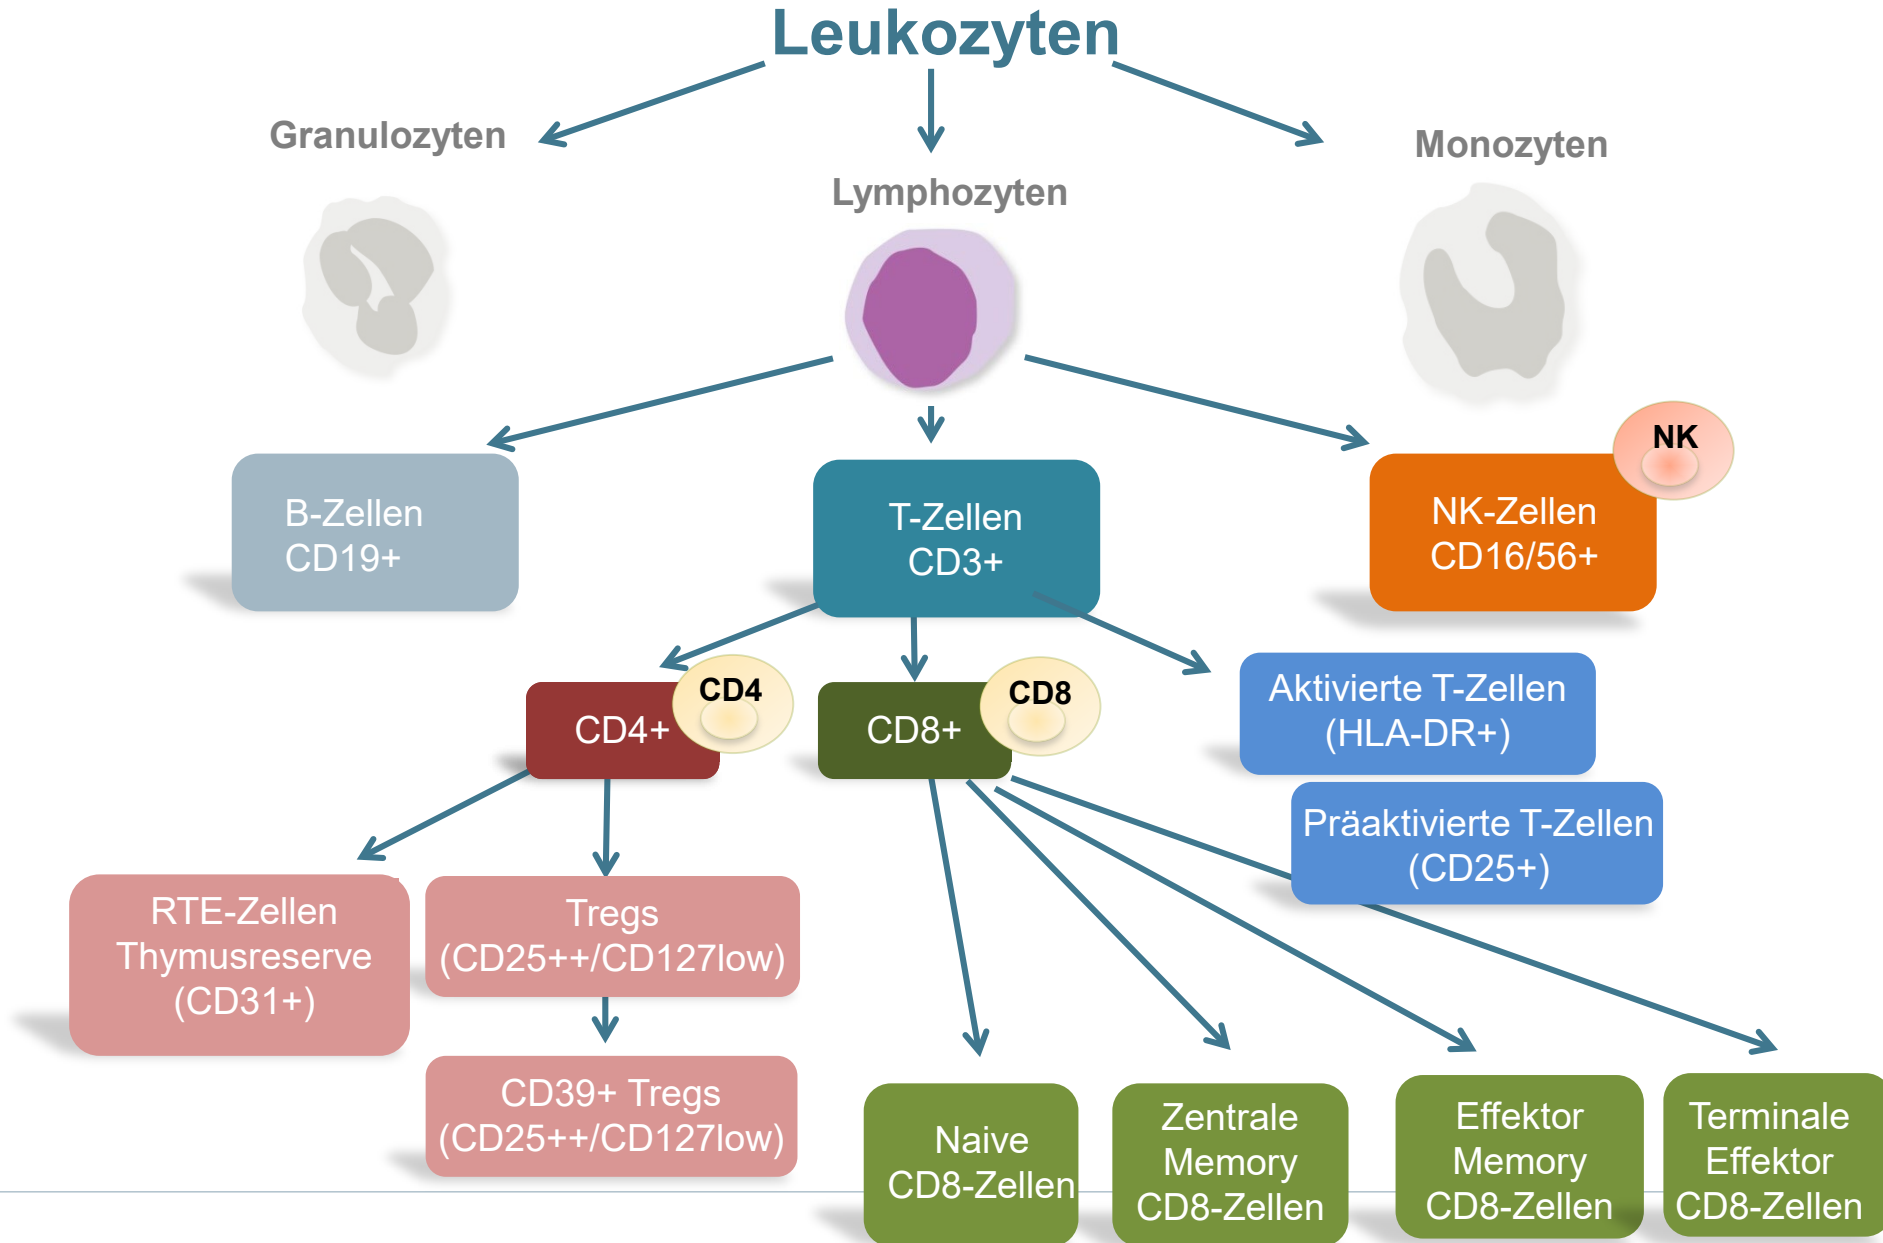 Leukozyten
Granulozyten
Lymphozyten
Monozyten
B-Zellen
CD19+
T-Zellen
CD3+
NK-Zellen
CD16/56+
NK
CD4+
CD4
CD8+
CD8
Aktivierte T-Zellen
(HLA-DR+)
Präaktivierte T-Zellen
(CD25+)
RTE-Zellen
Thymusreserve
(CD31+)
Tregs
(CD25++/CD127low)
CD39+ Tregs
(CD25++/CD127low)
Naive
CD8-Zellen
Zentrale
Memory
CD8-Zellen
Effektor
Memory
CD8-Zellen
Terminale
Effektor
CD8-Zellen